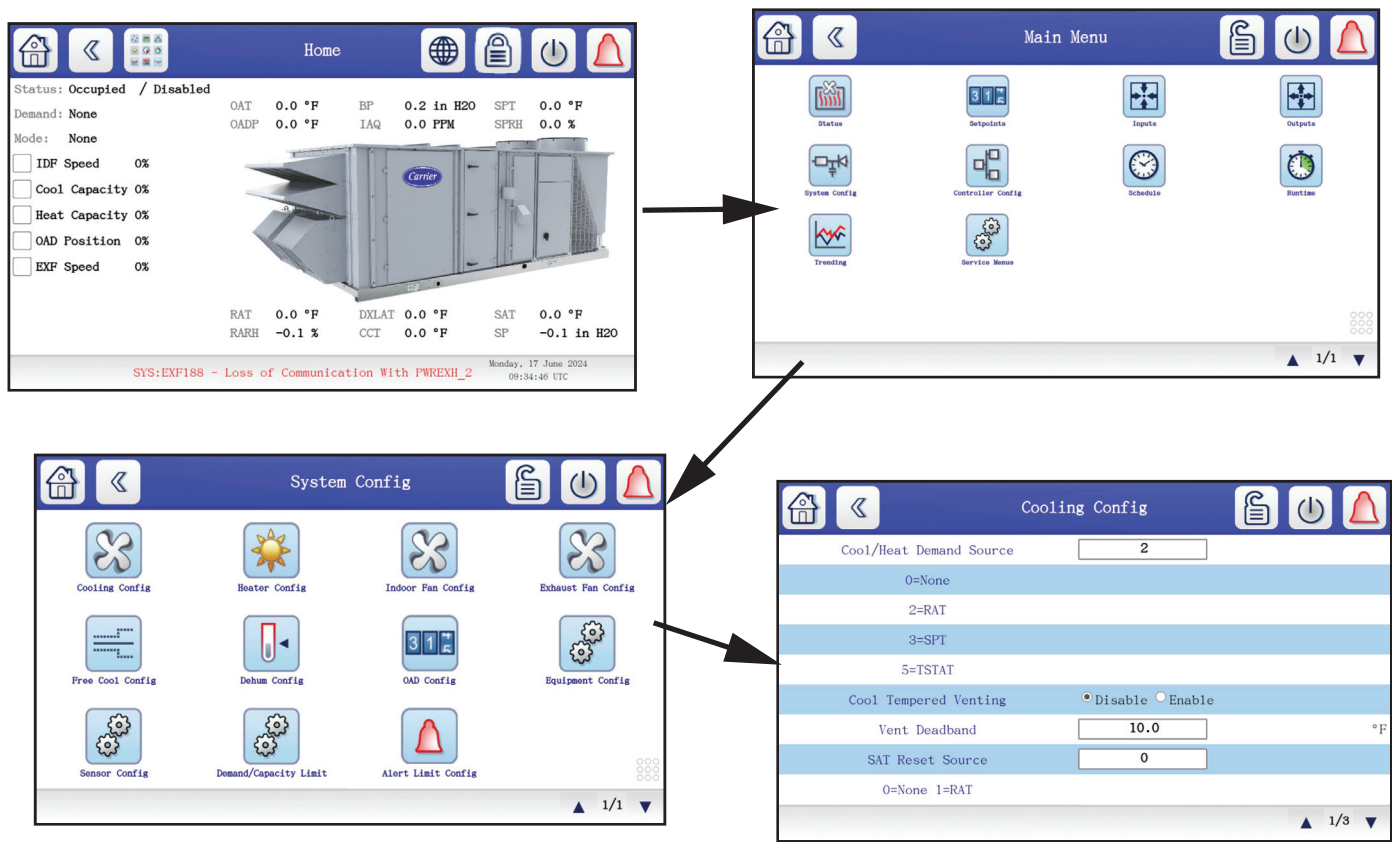 Home
Status: Occupied / Disabled
Demand: None
Mode: None
IDF Speed 0%
Cool Capacity 0%
Heat Capacity 0%
OAD Position 0%
EXF Speed 0%
OAT 0.0 °F BP 0.2 in H2O SPT 0.0 °F
OADP 0.0 °F IAQ 0.0 PPM SPRH 0.0 %
Carrier
RAT 0.0 °F DXLAT 0.0 °F SAT 0.0 °F
RARH -0.1 % CCT 0.0 °F SP -0.1 in H2O
SYS:EXF188 - Loss of Communication With PWREXH_2
Monday, 17 June 2024
09:34:46 UTC
Main Menu
315
Status Setpoints Inputs Outputs
System Config Controller Config Schedule Runtime
Trending Service Menus
1/1
System Config
Cooling Config Heater Config Indoor Fan Config Exhaust Fan Config
315
Free Cool Config Dehum Config OAD Config Equipment Config
Sensor Config Demand/Capacity Limit Alert Limit Config
1/1
Cooling Config
Cool/Heat Demand Source 2
0=None
2=RAT
3=SPT
5=TSTAT
Cool Tempered Venting Disable Enable
Vent Deadband 10.0 °F
SAT Reset Source 0
0=None 1=RAT
1/3